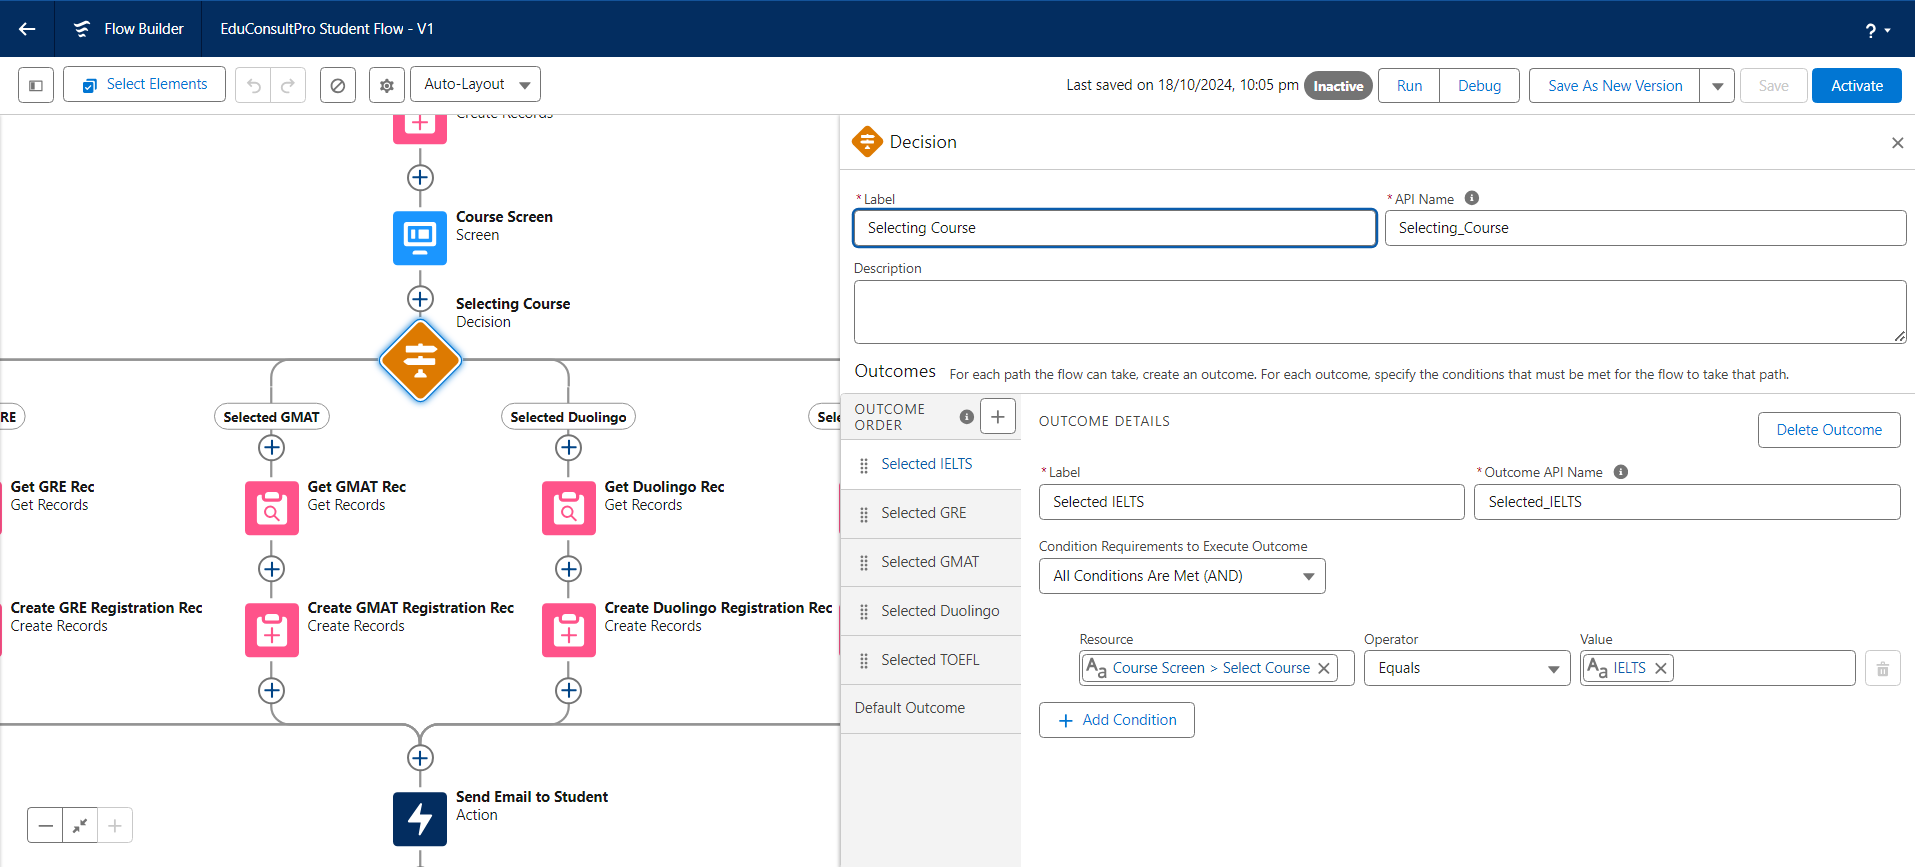 Flow Builder
EduConsultPro Student Flow - V1
?
Select Elements
Auto-Layout
Last saved on 18/10/2024, 10:05 pm
Inactive
Run
Debug
Save As New Version
Save
Activate
Create Records
Course Screen
Screen
Selecting Course
Decision
RE
Selected GMAT
Selected Duolingo
Sele
Get GRE Rec
Get Records
Get GMAT Rec
Get Records
Get Duolingo Rec
Get Records
Create GRE Registration Rec
Create Records
Create GMAT Registration Rec
Create Records
Create Duolingo Registration Rec
Create Records
Send Email to Student
Action
Decision
* Label
Selecting Course
* API Name
Selecting_Course
Description
Outcomes For each path the flow can take, create an outcome. For each outcome, specify the conditions that must be met for the flow to take that path.
OUTCOME
ORDER
Selected IELTS
Selected GRE
Selected GMAT
Selected Duolingo
Selected TOEFL
Default Outcome
OUTCOME DETAILS
Delete Outcome
* Label
Selected IELTS
* Outcome API Name
Selected_IELTS
Condition Requirements to Execute Outcome
All Conditions Are Met (AND)
Resource
Aa Course Screen > Select Course
Operator
Equals
Value
Aa IELTS
Add Condition